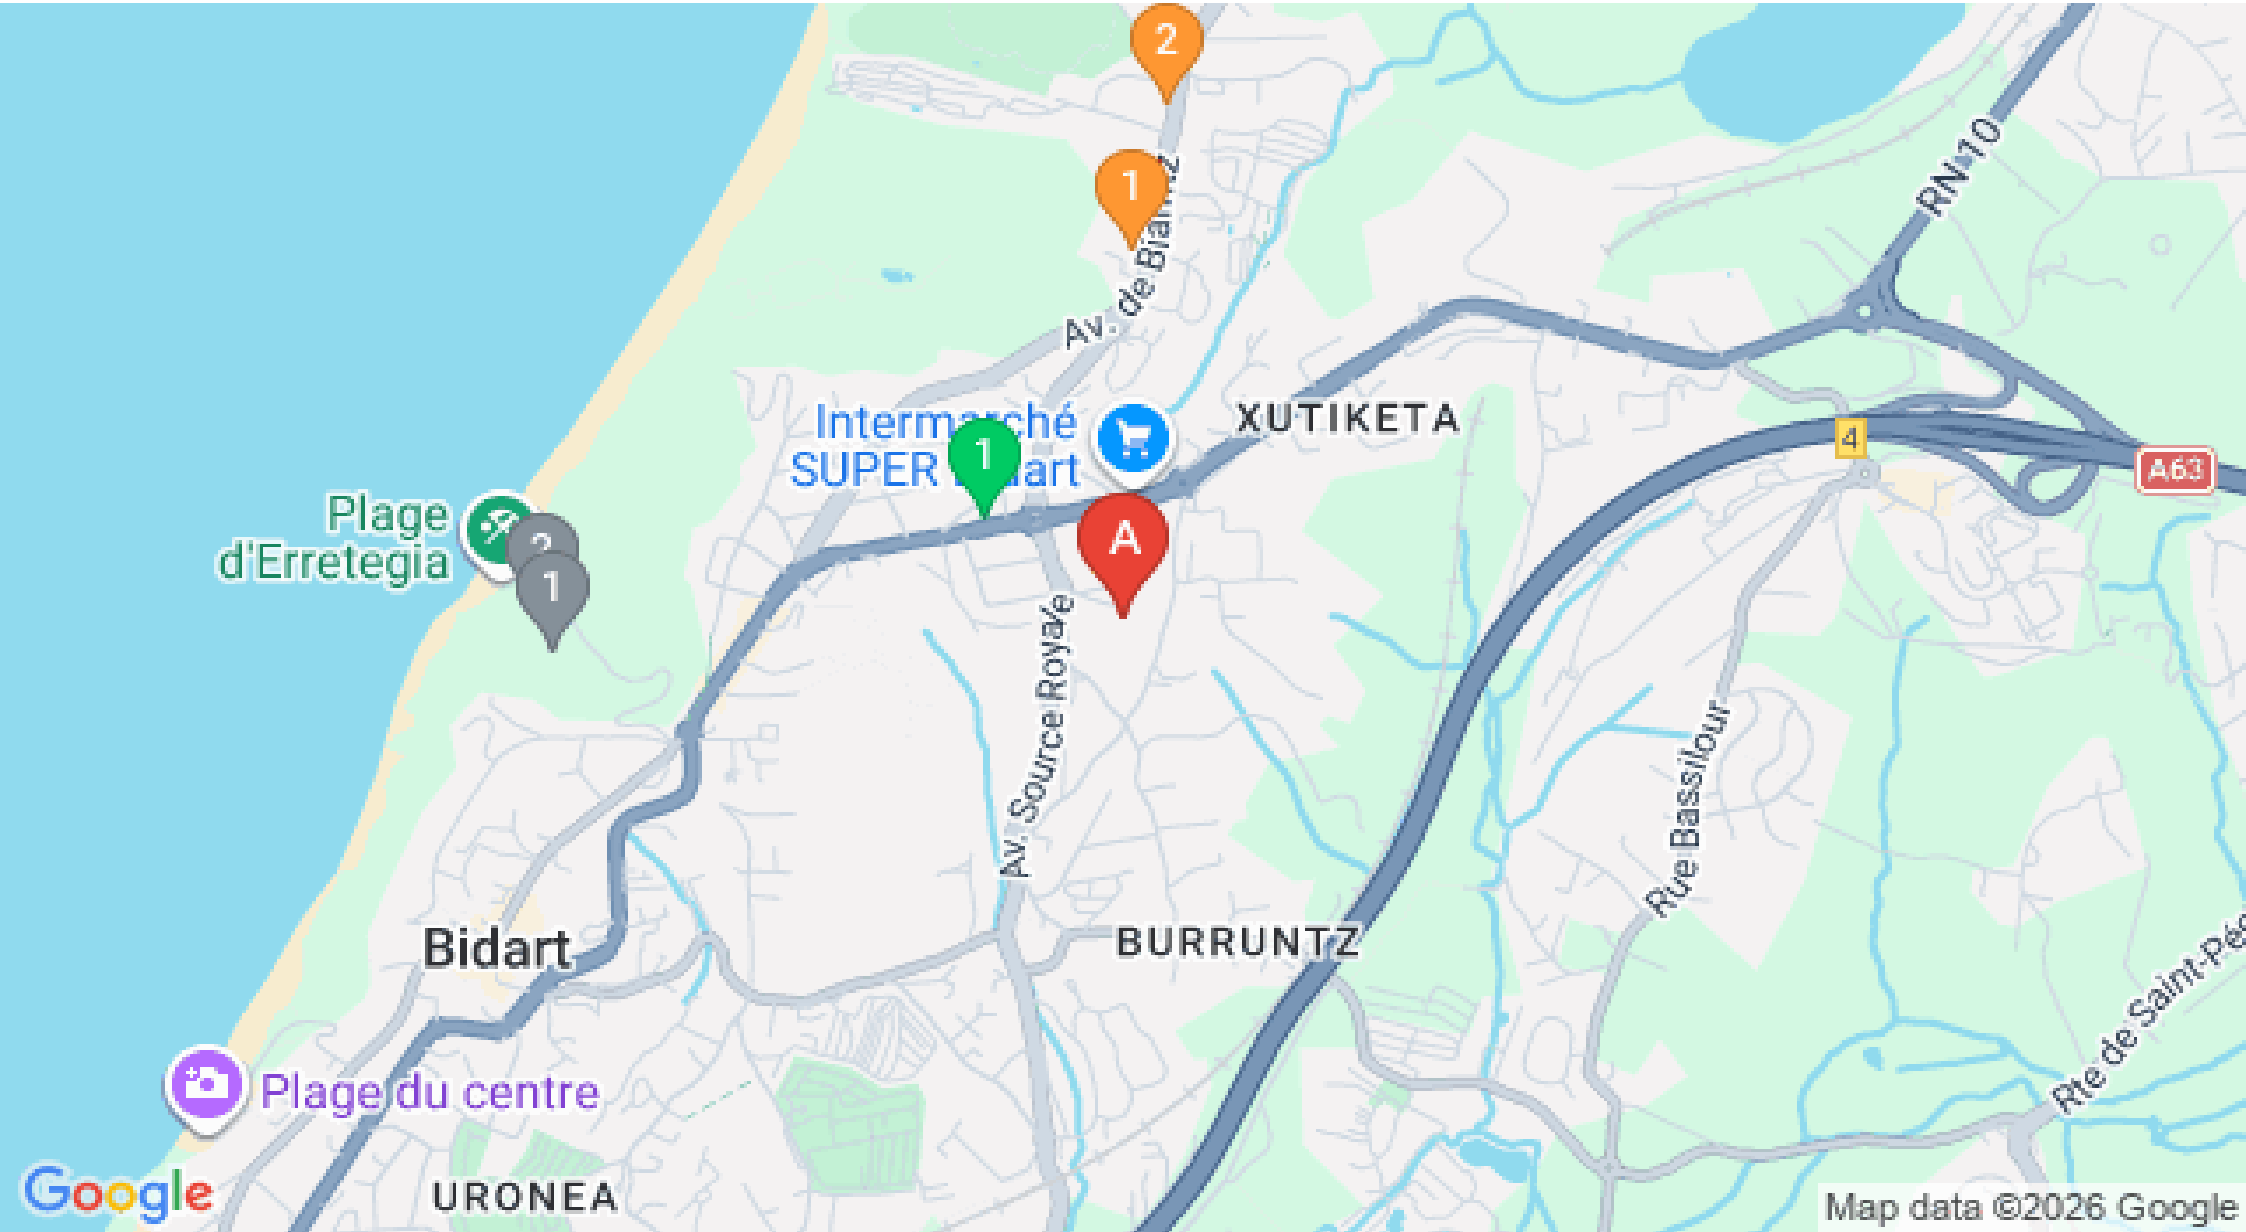 2
1
Av. de Biarritz
RN 10
Intermarché
SUPER Bidart
1
XUTIKETA
4
A63
Plage
d'Erretegia
2
1
A
Av. Source Royale
Rue Bassilour
Bidart
BURRUNTZ
Rte de Saint-Pée
Plage du centre
URONEA
Google
Map data ©2026 Google